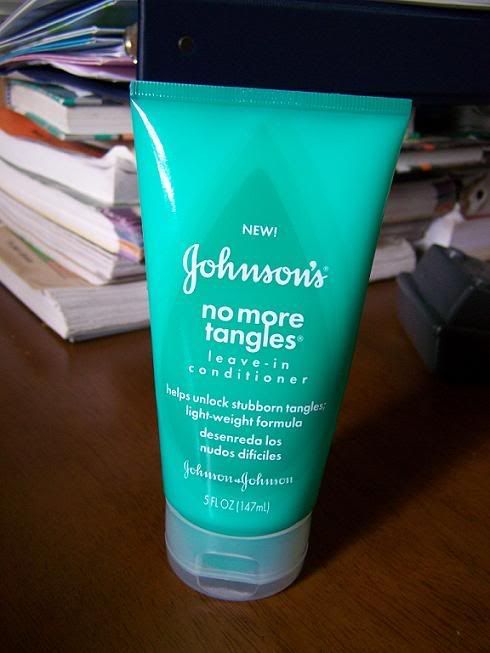 NEW!
Johnson's®
no more
tangles®
leave-in
conditioner
helps unlock stubborn tangles;
light-weight formula
desenreda los
nudos difíciles
Johnson & Johnson
5 FL OZ (147mL)